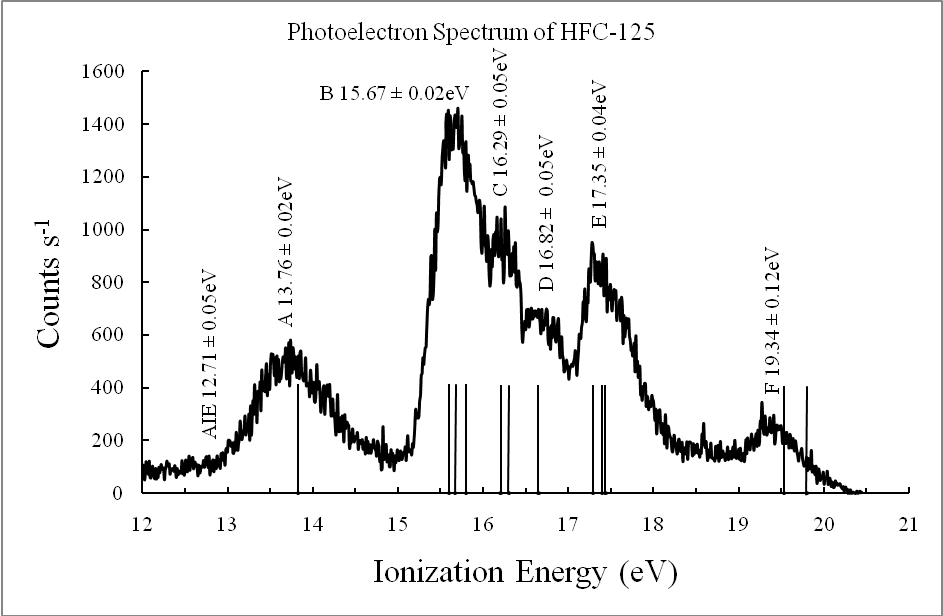 Photoelectron Spectrum of HFC-125
Counts s-1
1600
1400
1200
1000
800
600
400
200
0
AIE 12.71 ± 0.05eV
A 13.76 ± 0.02eV
B 15.67 ± 0.02eV
C 16.29 ± 0.05eV
D 16.82 ± 0.05eV
E 17.35 ± 0.04eV
F 19.34 ± 0.12eV
12 13 14 15 16 17 18 19 20 21
Ionization Energy (eV)